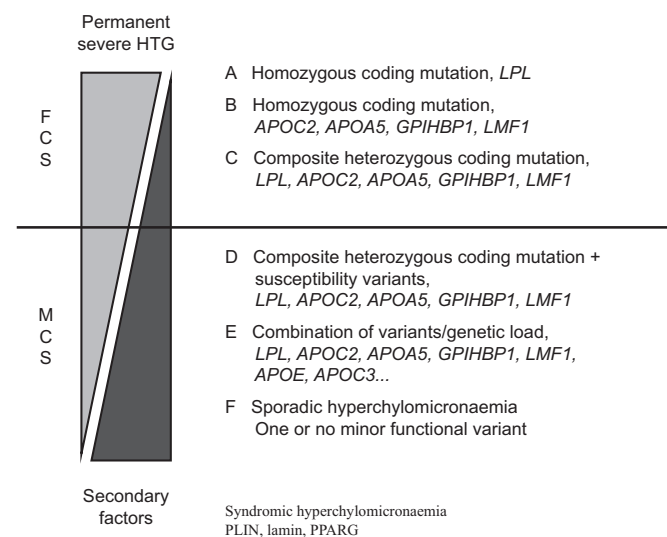 Permanent
severe HTG
F
C
S
A Homozygous coding mutation, LPL
B Homozygous coding mutation,
APOC2, APOA5, GPIHBP1, LMF1
C Composite heterozygous coding mutation,
LPL, APOC2, APOA5, GPIHBP1, LMF1
M
C
S
D Composite heterozygous coding mutation +
susceptibility variants,
LPL, APOC2, APOA5, GPIHBP1, LMF1
E Combination of variants/genetic load,
LPL, APOC2, APOA5, GPIHBP1, LMF1,
APOE, APOC3...
F Sporadic hyperchylomicronaemia
One or no minor functional variant
Secondary
factors
Syndromic hyperchylomicronaemia
PLIN, lamin, PPARG